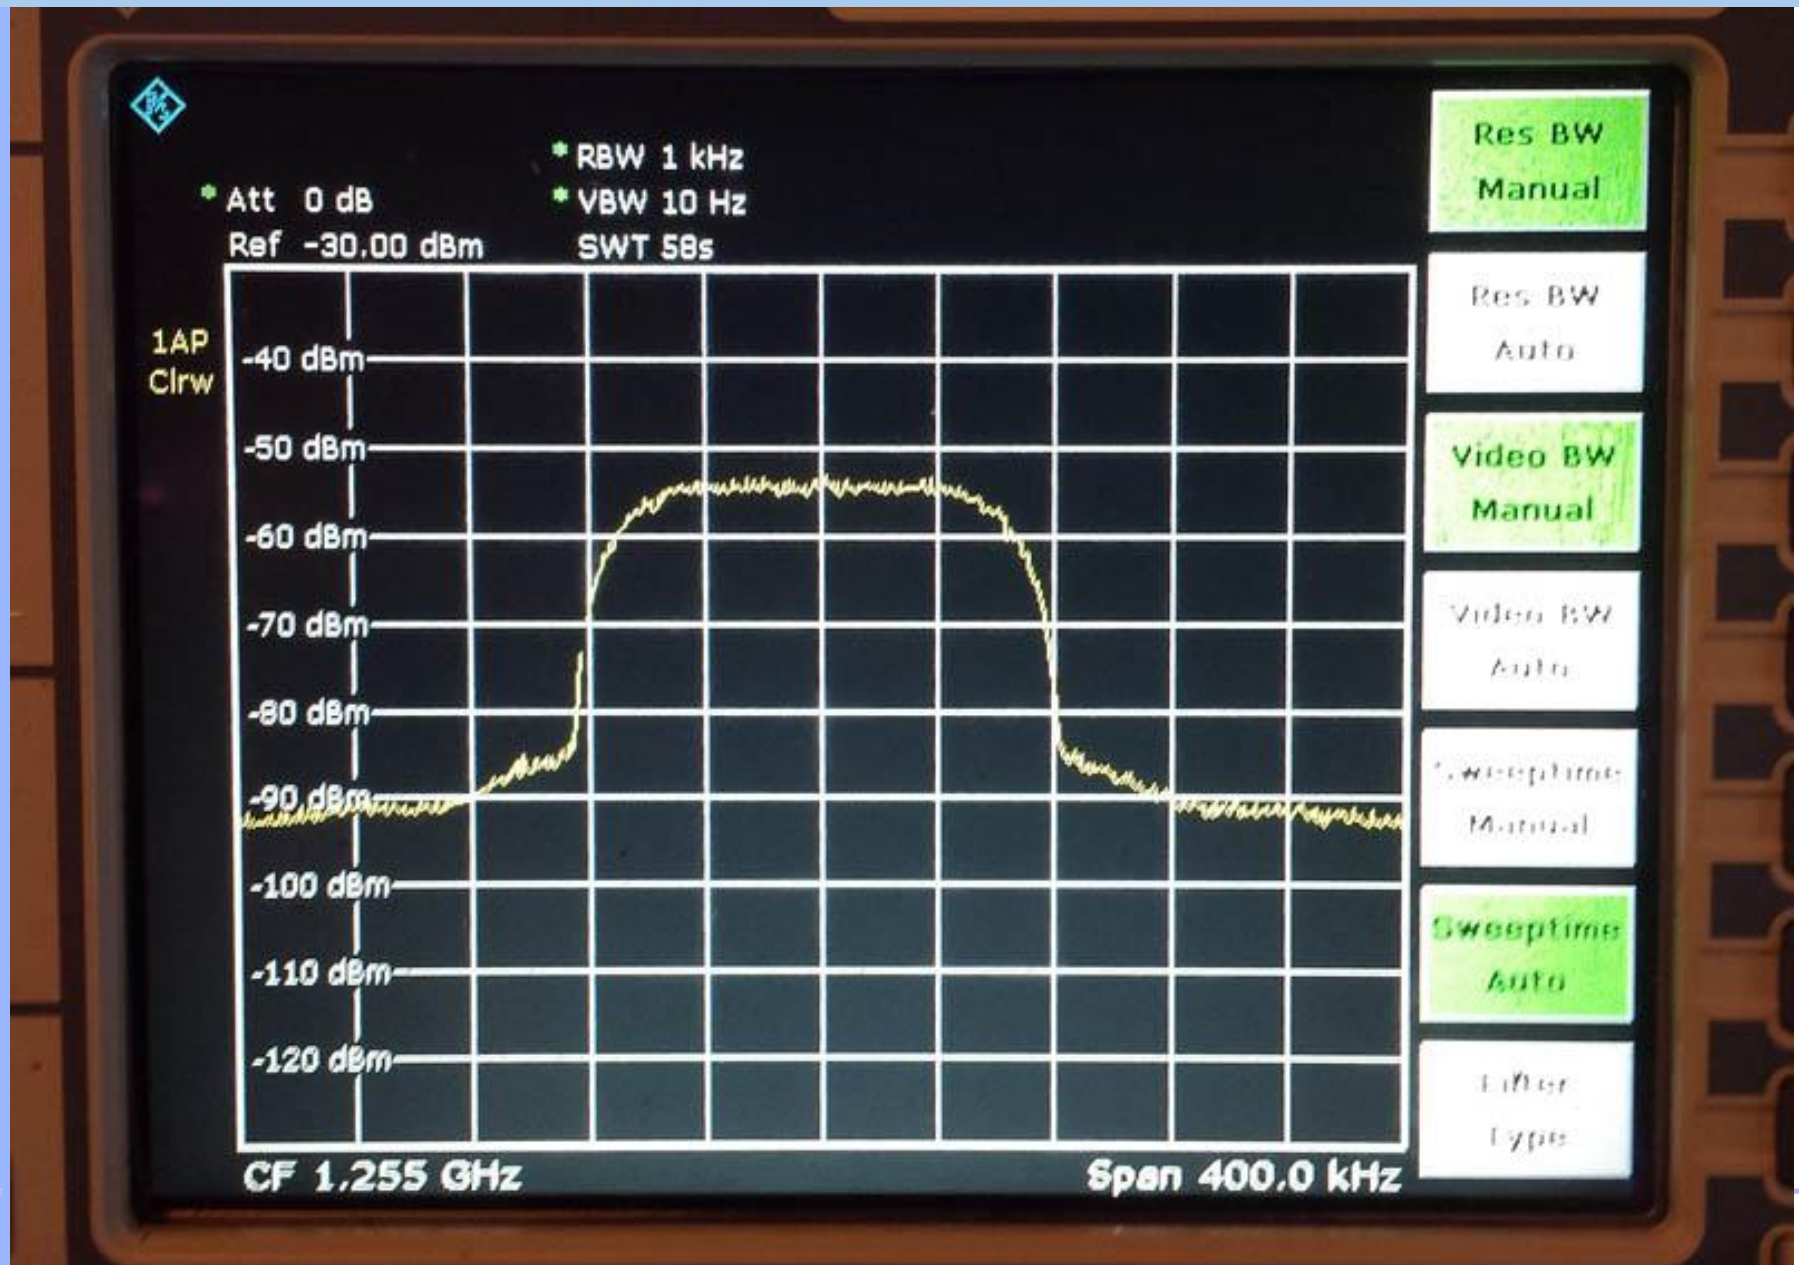 * RBW 1 kHz
* Att 0 dB
* VBW 10 Hz
Ref -30.00 dBm
SWT 58s
1AP
Clrw
-40 dBm
-50 dBm
-60 dBm
-70 dBm
-80 dBm
-90 dBm
-100 dBm
-110 dBm
-120 dBm
CF 1.255 GHz
Span 400.0 kHz
Res BW
Manual
Res BW
Auto
Video BW
Manual
Video BW
Auto
Sweeptime
Manual
Sweeptime
Auto
Filter
Type